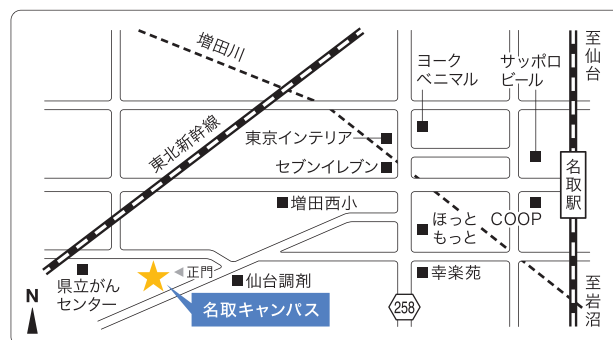 増田川
東北新幹線
ヨーク
ベニマル
サッポロ
ビール
至仙台
東京インテリア
セブンイレブン
名取駅
増田西小
ほっと
もっと
COOP
県立がん
センター
正門
仙台調剤
幸楽苑
至岩沼
名取キャンパス
258
N